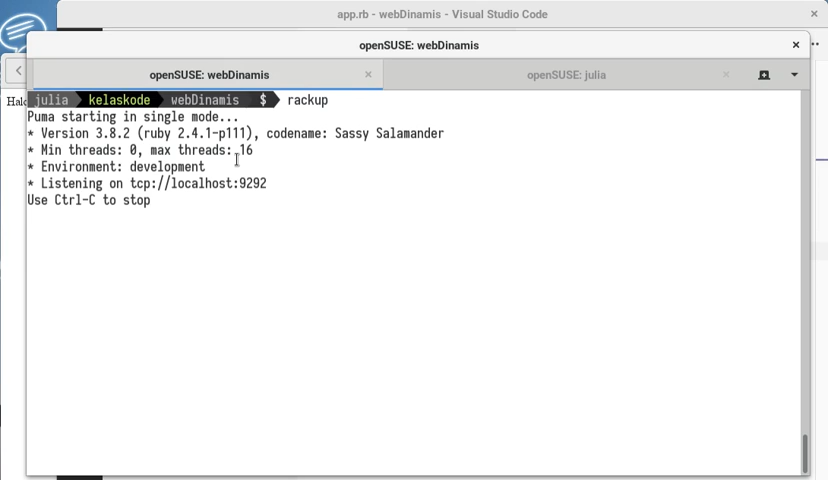 app.rb - webDinamis - Visual Studio Code
openSUSE: webDinamis
openSUSE: webDinamis
openSUSE: julia
julia kelaskode webDinamis $ rackup
Puma starting in single mode...
* Version 3.8.2 (ruby 2.4.1-p111), codename: Sassy Salamander
* Min threads: 0, max threads: 16
* Environment: development
* Listening on tcp://localhost:9292
Use Ctrl-C to stop